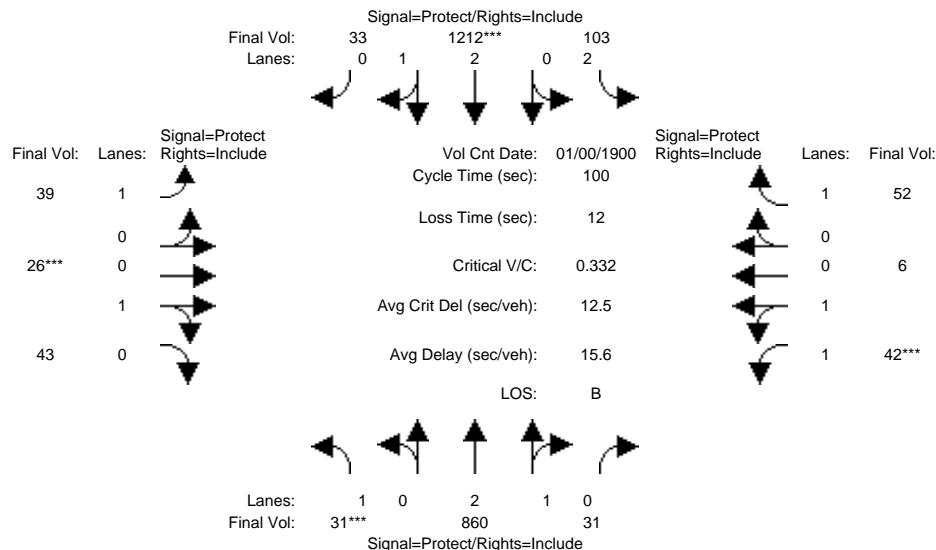 Signal=Protect/Rights=Include
Final Vol: 33 1212*** 103
Lanes: 0 1 2 0 2
Signal=Protect Signal=Protect
Final Vol: Lanes: Rights=Include Vol Cnt Date: 01/00/1900 Rights=Include Lanes: Final Vol:
Cycle Time (sec): 100
39 1 1 52
Loss Time (sec): 12
0 0
26*** 0 Critical V/C: 0.332 0 6
1 Avg Crit Del (sec/veh): 12.5 1
43 0 Avg Delay (sec/veh): 15.6 1 42***
LOS: B
Lanes: 1 0 2 1 0
Final Vol: 31*** 860 31
Signal=Protect/Rights=Include